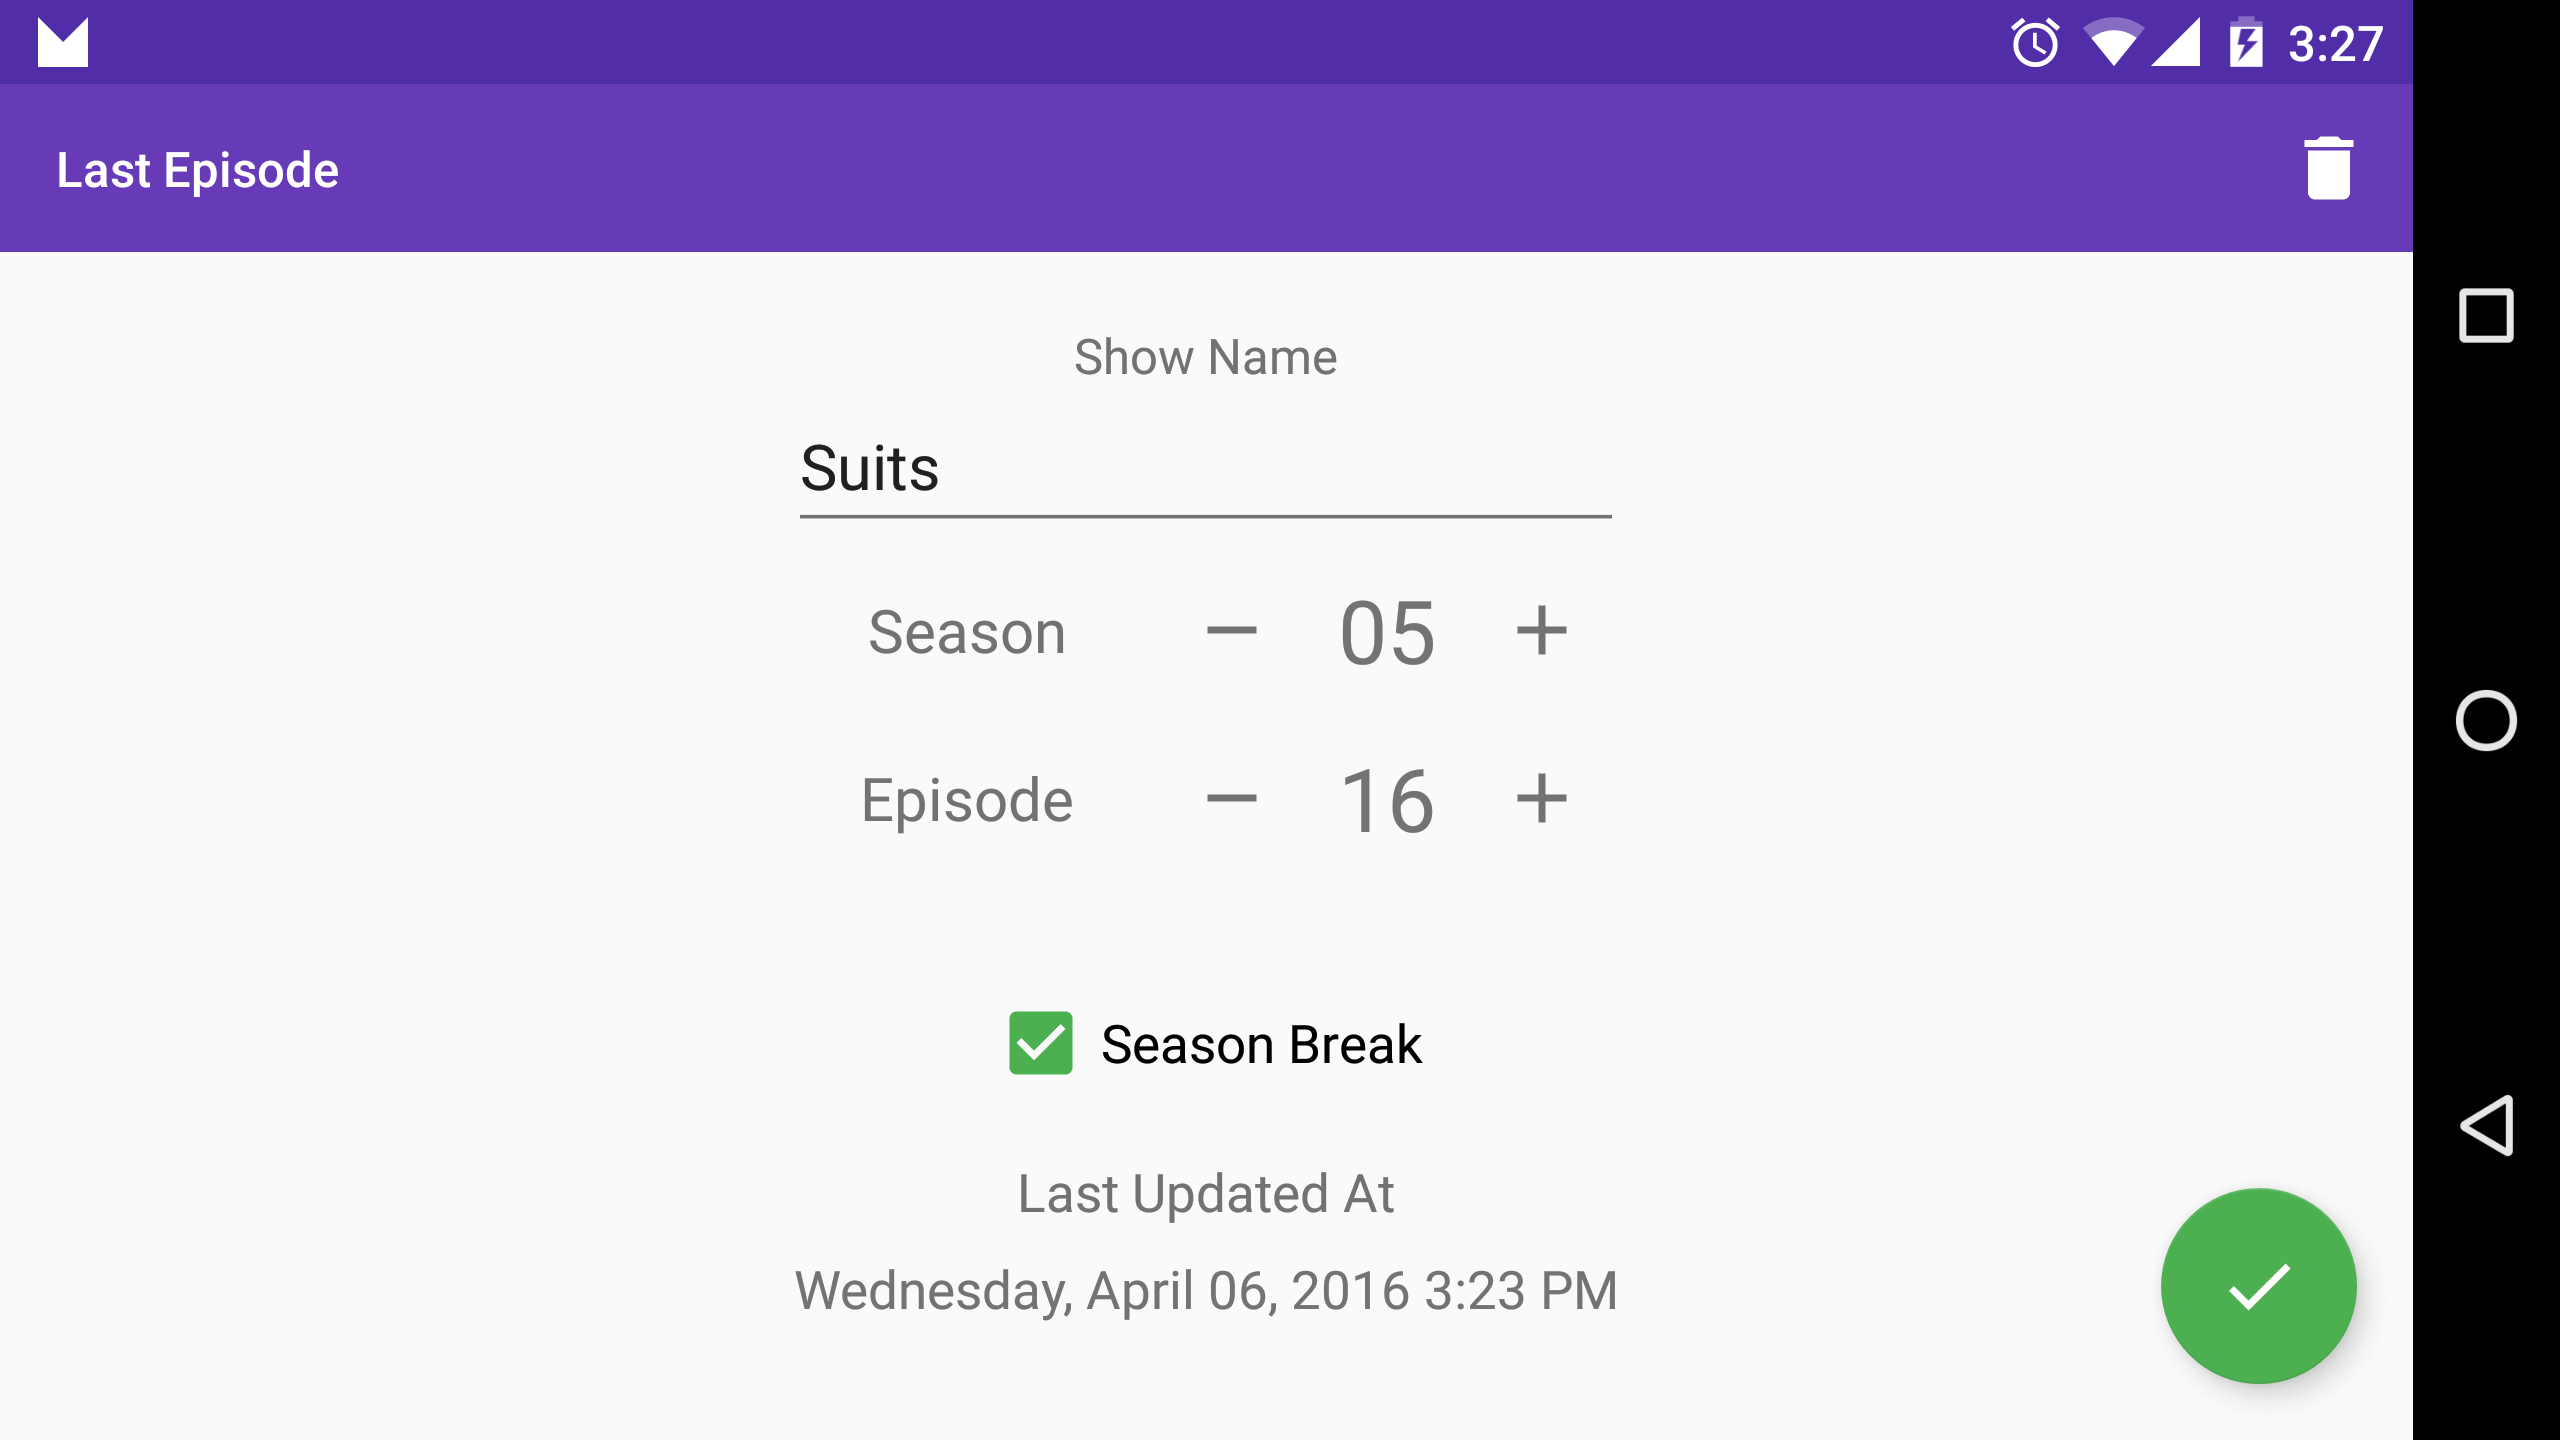 3:27
Last Episode
Show Name
Suits
Season − 05 +
Episode − 16 +
Season Break
Last Updated At
Wednesday, April 06, 2016 3:23 PM